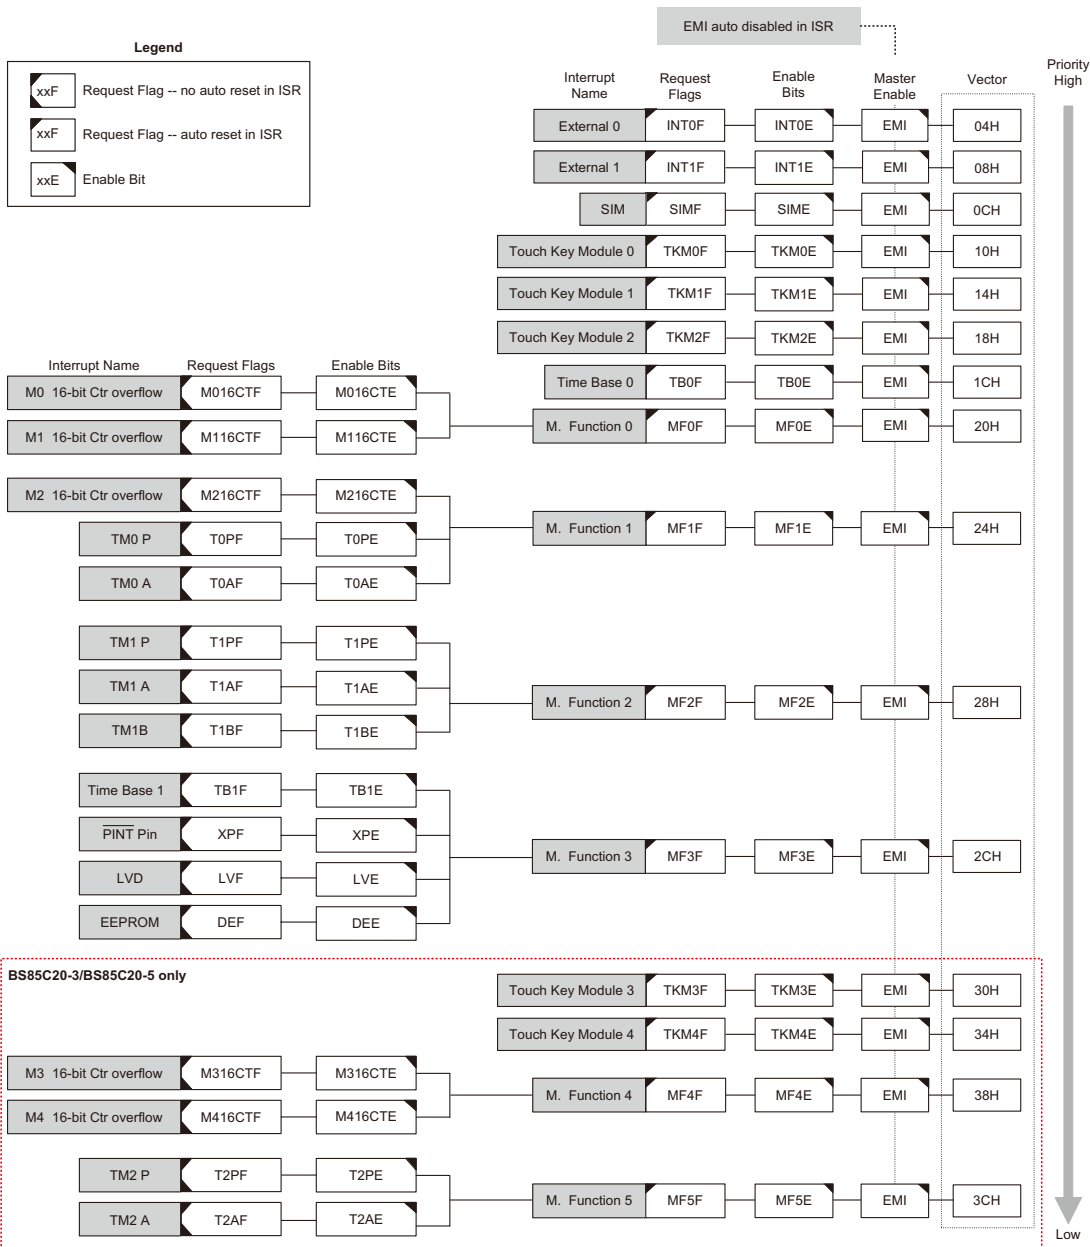 EMI auto disabled in ISR
Legend
xxF Request Flag -- no auto reset in ISR
xxF Request Flag -- auto reset in ISR
xxE Enable Bit
Interrupt Name Request Flags Enable Bits Master Enable Vector Priority High
External 0 INT0F INT0E EMI 04H
External 1 INT1F INT1E EMI 08H
SIM SIMF SIME EMI 0CH
Touch Key Module 0 TKM0F TKM0E EMI 10H
Touch Key Module 1 TKM1F TKM1E EMI 14H
Touch Key Module 2 TKM2F TKM2E EMI 18H
Interrupt Name Request Flags Enable Bits
Time Base 0 TB0F TB0E EMI 1CH
M0 16-bit Ctr overflow M016CTF M016CTE
M. Function 0 MF0F MF0E EMI 20H
M1 16-bit Ctr overflow M116CTF M116CTE
M2 16-bit Ctr overflow M216CTF M216CTE
M. Function 1 MF1F MF1E EMI 24H
TM0 P T0PF T0PE
TM0 A T0AF T0AE
TM1 P T1PF T1PE
TM1 A T1AF T1AE
M. Function 2 MF2F MF2E EMI 28H
TM1B T1BF T1BE
Time Base 1 TB1F TB1E
PINT Pin XPF XPE
M. Function 3 MF3F MF3E EMI 2CH
LVD LVF LVE
EEPROM DEF DEE
BS85C20-3/BS85C20-5 only
Touch Key Module 3 TKM3F TKM3E EMI 30H
Touch Key Module 4 TKM4F TKM4E EMI 34H
M3 16-bit Ctr overflow M316CTF M316CTE
M. Function 4 MF4F MF4E EMI 38H
M4 16-bit Ctr overflow M416CTF M416CTE
TM2 P T2PF T2PE
M. Function 5 MF5F MF5E EMI 3CH
TM2 A T2AF T2AE
Low